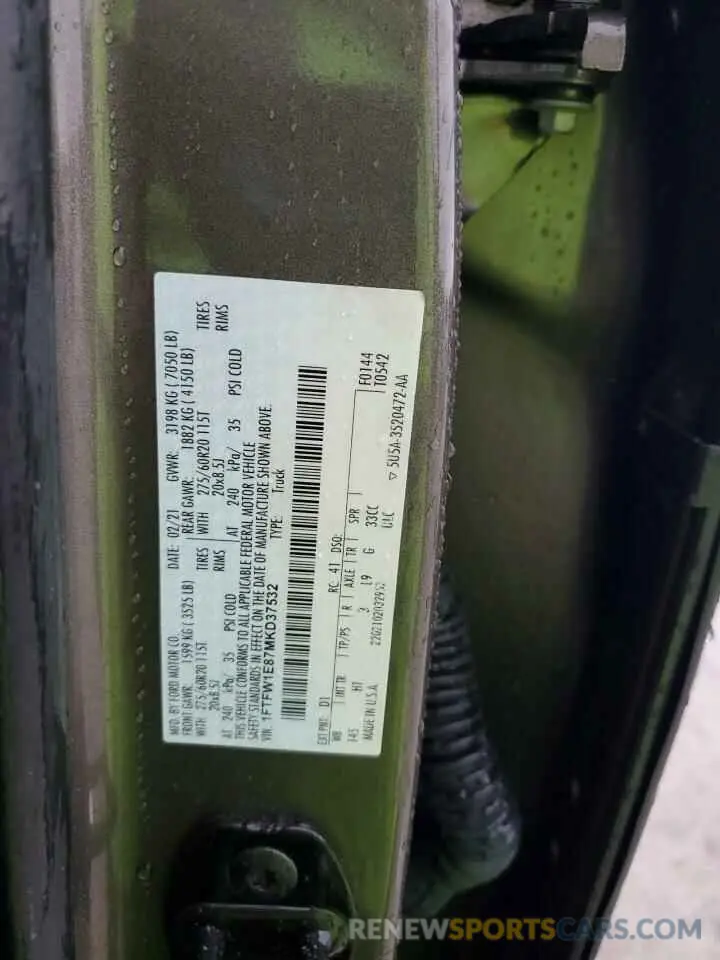 MFD. BY FORD MOTOR CO. DATE: 02/21 GVWR: 3198 KG ( 7050 LB)
FRONT GAWR: 1599 KG ( 3525 LB) REAR GAWR: 1882 KG ( 4150 LB)
WITH 275/60R20 115T TIRES WITH 275/60R20 115T TIRES
20x8.5J RIMS 20x8.5J RIMS
AT 240 kPa/ 35 PSI COLD AT 240 kPa/ 35 PSI COLD
THIS VEHICLE CONFORMS TO ALL APPLICABLE FEDERAL MOTOR VEHICLE
SAFETY STANDARDS IN EFFECT ON THE DATE OF MANUFACTURE SHOWN ABOVE.
VIN: 1FTFW1E87MKD37532 TYPE: Truck
EXT PNT: D1 RC: 41 DSO: F0144
WB INT TR TP/PS R AXLE TR SPR T0542
145 H1 3 L9 G 33CC
MADE IN U.S.A. 22021102032952 ULC
▽ 5U5A-3520472-AA
RENEWSPORTSCARS.COM